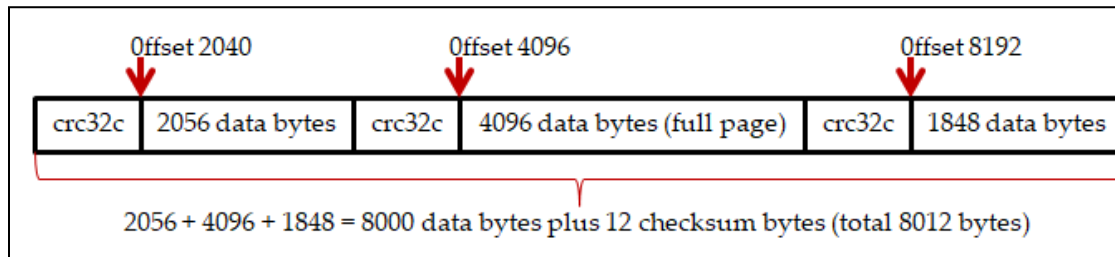 0ffset 2040 0ffset 4096 0ffset 8192
crc32c 2056 data bytes crc32c 4096 data bytes (full page) crc32c 1848 data bytes
2056 + 4096 + 1848 = 8000 data bytes plus 12 checksum bytes (total 8012 bytes)